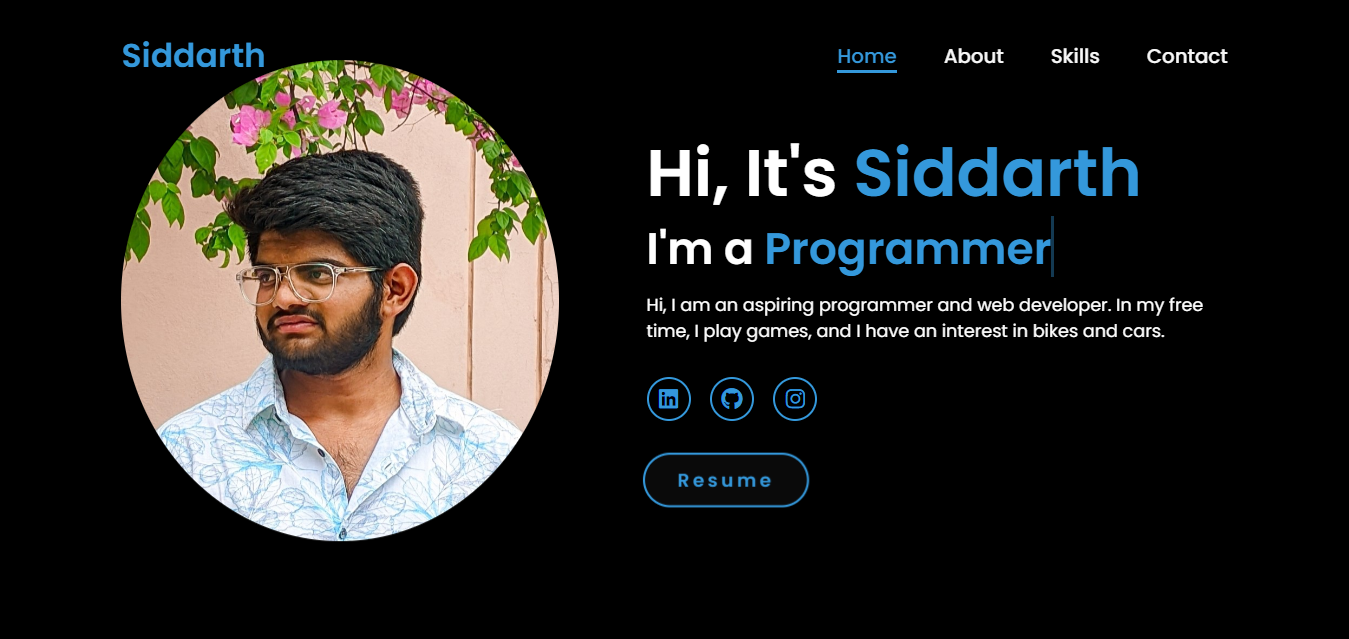 Siddarth
Home About Skills Contact
Hi, It's Siddarth
I'm a Programmer
Hi, I am an aspiring programmer and web developer. In my free
time, I play games, and I have an interest in bikes and cars.
in
Resume